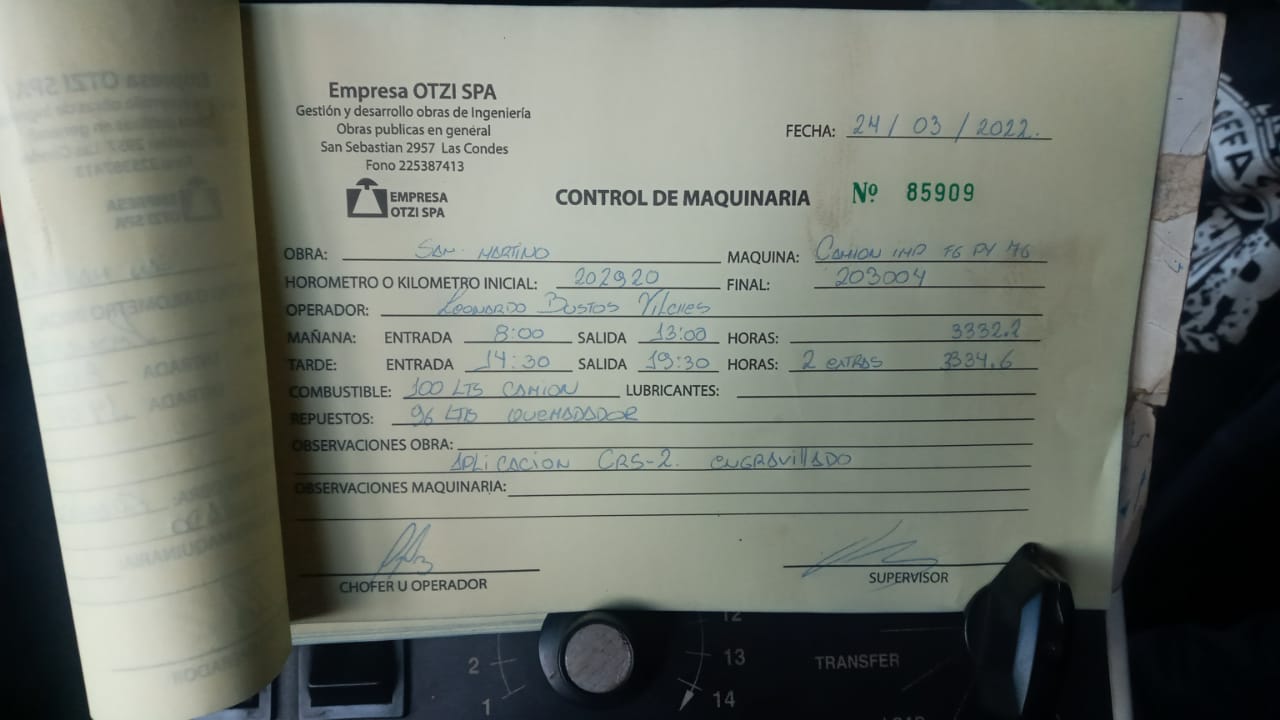 Empresa OTZI SPA
Gestión y desarrollo obras de Ingeniería
Obras publicas en general
San Sebastian 2957 Las Condes
Fono 225387413
EMPRESA
OTZI SPA
FECHA: 24 / 03 / 2022.
CONTROL DE MAQUINARIA Nº 85909
OBRA: SAN MARTINO MAQUINA: CAMION IMP FG PY 76
HOROMETRO O KILOMETRO INICIAL: 202920 FINAL: 203004
OPERADOR: LEONARDO BUSTOS VILCHES
MAÑANA: ENTRADA 8:00 SALIDA 13:00 HORAS: 3332.2
TARDE: ENTRADA 14:30 SALIDA 19:30 HORAS: 2 EXTRAS 3334.6
COMBUSTIBLE: 100 LTS CAMION LUBRICANTES:
REPUESTOS: 96 LTS QUEMADADOR
OBSERVACIONES OBRA:
APLICACION CRS-2. ENGRAVILLADO
OBSERVACIONES MAQUINARIA:
CHOFER U OPERADOR SUPERVISOR
12
2 13 TRANSFER
1 14